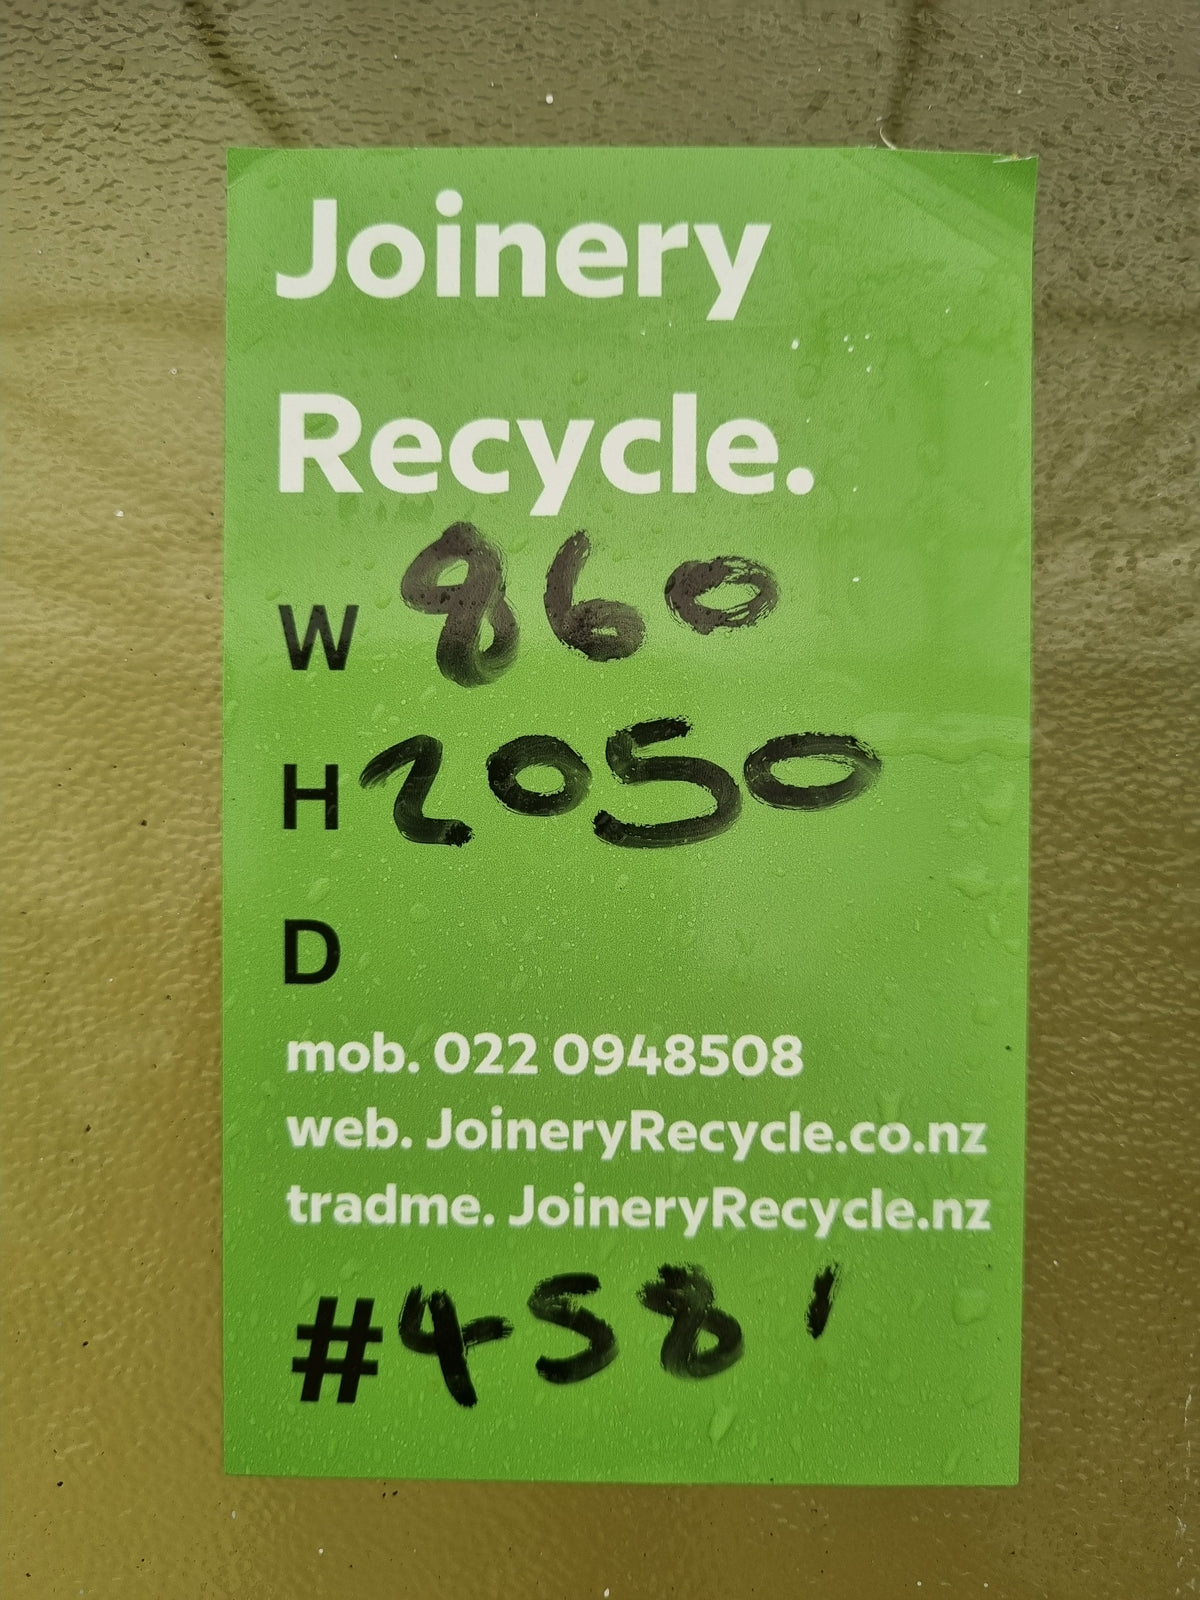 Joinery
Recycle.
W 860
H 2050
D
mob. 022 0948508
web. JoineryRecycle.co.nz
tradme. JoineryRecycle.nz
#4581